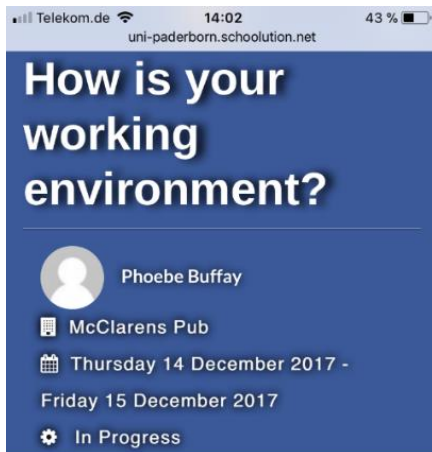 Telekom.de 14:02 43 %
uni-paderborn.schoolution.net
How is your
working
environment?
Phoebe Buffay
McClarens Pub
Thursday 14 December 2017 -
Friday 15 December 2017
In Progress